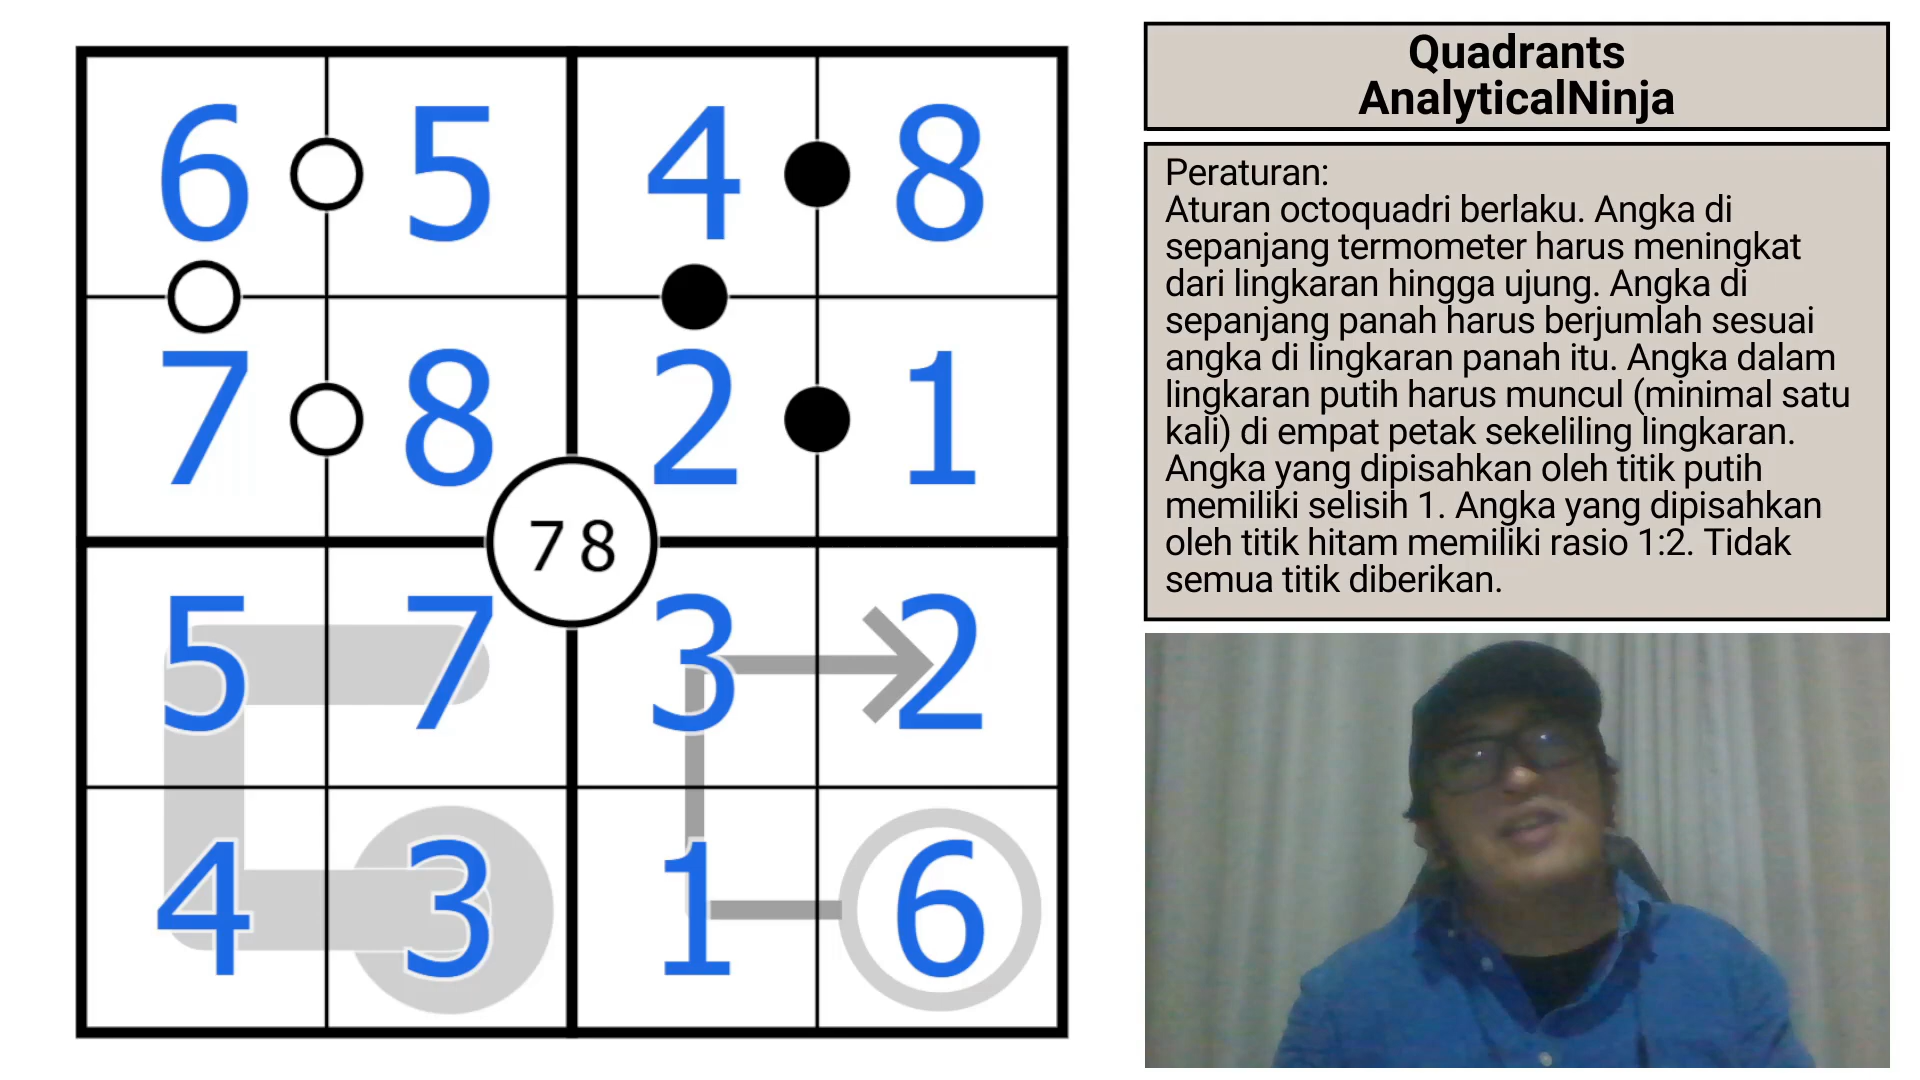 Quadrants
AnalyticalNinja
Peraturan:
Aturan octoquadri berlaku. Angka di
sepanjang termometer harus meningkat
dari lingkaran hingga ujung. Angka di
sepanjang panah harus berjumlah sesuai
angka di lingkaran panah itu. Angka dalam
lingkaran putih harus muncul (minimal satu
kali) di empat petak sekeliling lingkaran.
Angka yang dipisahkan oleh titik putih
memiliki selisih 1. Angka yang dipisahkan
oleh titik hitam memiliki rasio 1:2. Tidak
semua titik diberikan.
6 5 4 8
7 8 2 1
7 8
5 7 3 2
4 3 1 6